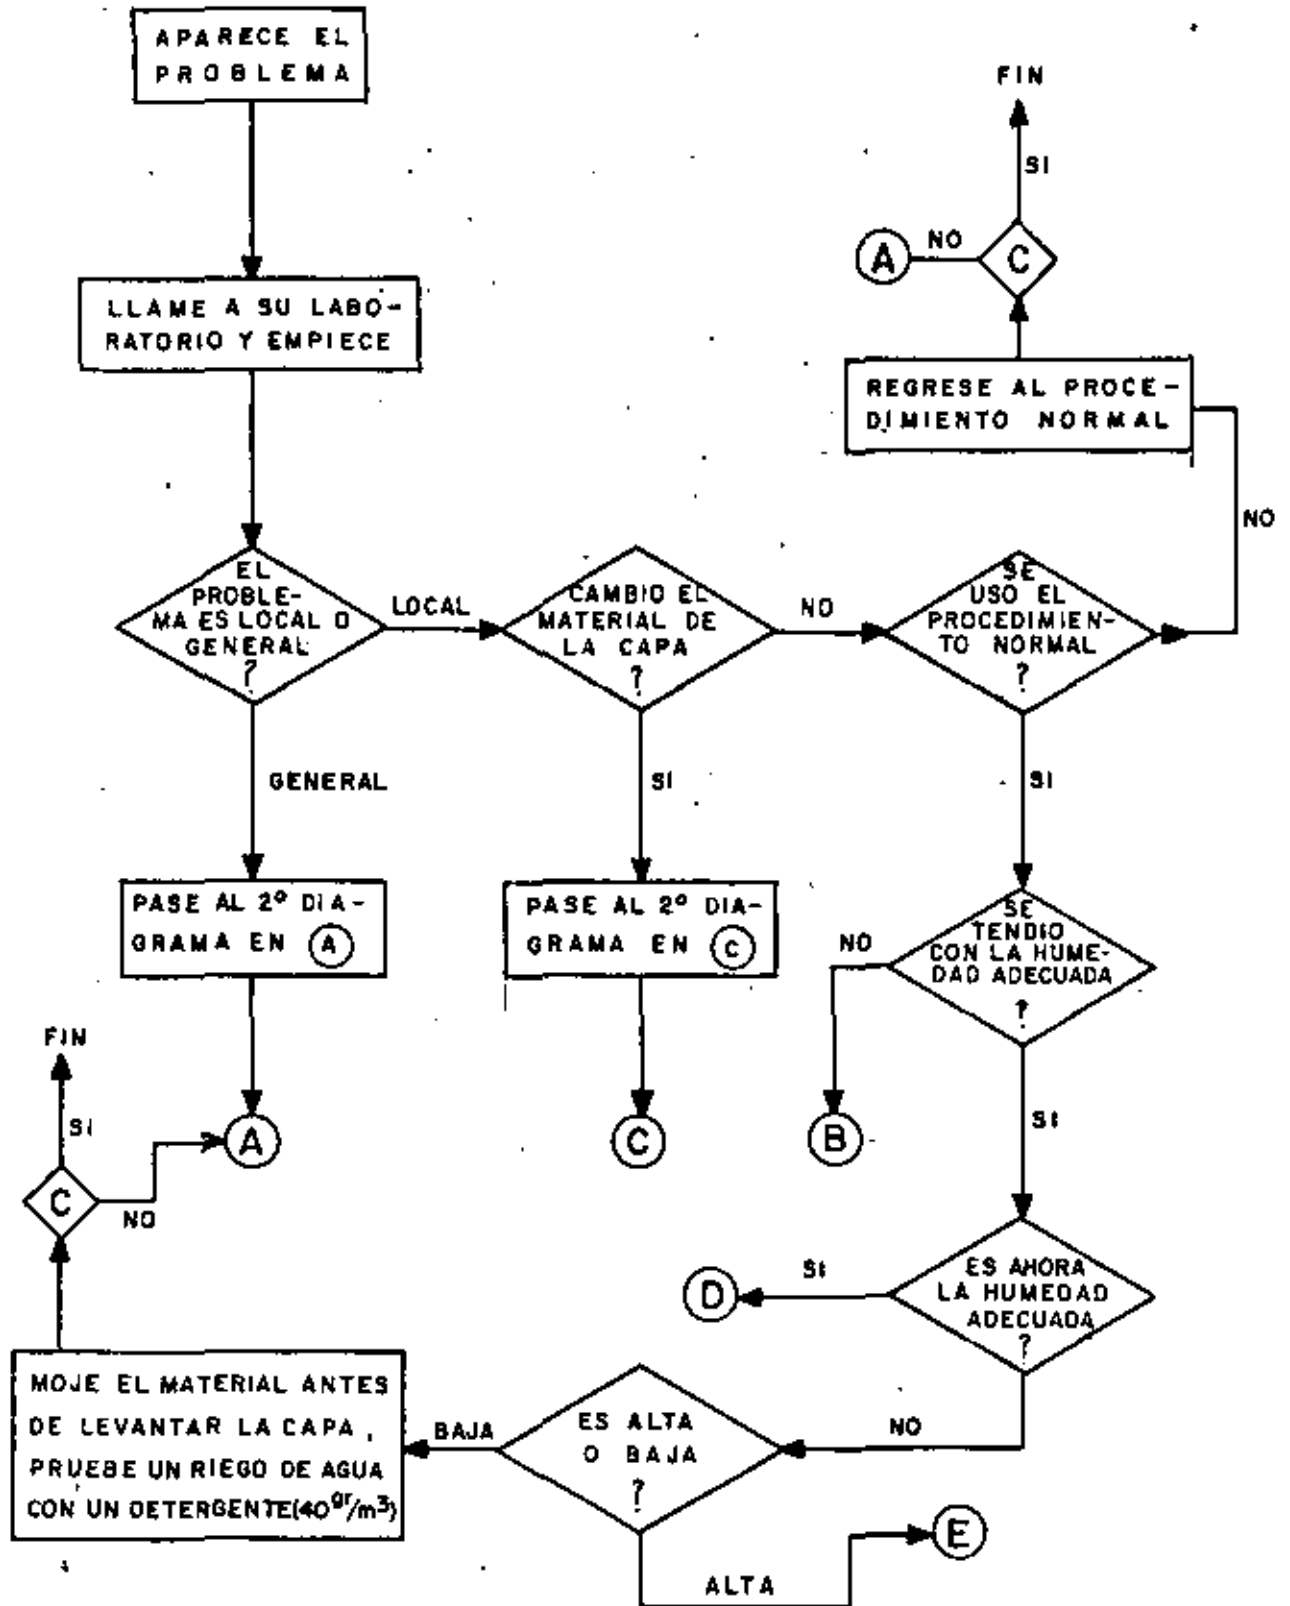 APARECE EL
PROBLEMA
FIN
SI
A
NO
C
LLAME A SU LABO-
RATORIO Y EMPIECE
REGRESE AL PROCE-
DIMIENTO NORMAL
NO
EL
PROBLE-
MA ES LOCAL O
GENERAL
?
LOCAL
CAMBIO EL
MATERIAL DE
LA CAPA
?
NO
SE
USO EL
PROCEDIMIEN-
TO NORMAL
?
GENERAL
SI
SI
PASE AL 2º DIA-
GRAMA EN A
PASE AL 2º DIA-
GRAMA EN C
NO
SE
TENDIO
CON LA HUME-
DAD ADECUADA
?
FIN
SI
C
NO
A
C
B
SI
D
SI
ES AHORA
LA HUMEDAD
ADECUADA
?
MOJE EL MATERIAL ANTES
DE LEVANTAR LA CAPA,
PRUEBE UN RIEGO DE AGUA
CON UN DETERGENTE(40gr/m3)
BAJA
ES ALTA
O BAJA
?
NO
E
ALTA